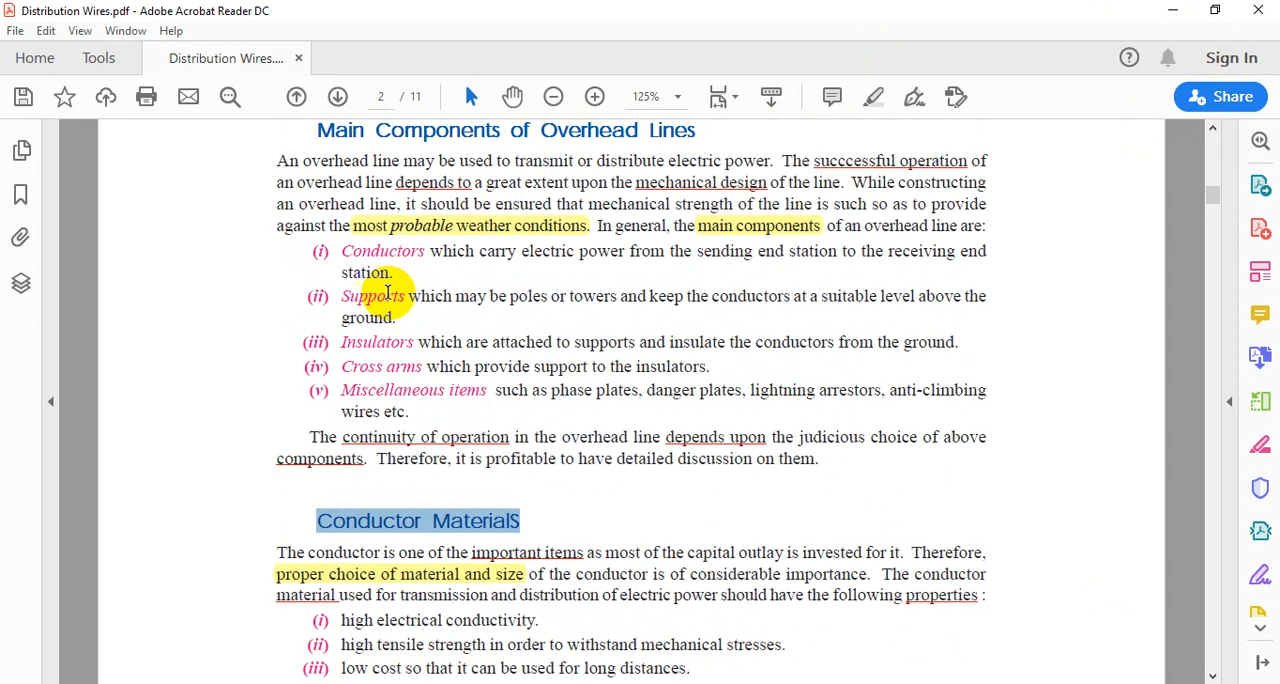 Distribution Wires.pdf - Adobe Acrobat Reader DC
File Edit View Window Help
Home Tools Distribution Wires.... × Sign In
2 / 11 125% Share
Main Components of Overhead Lines
An overhead line may be used to transmit or distribute electric power. The succcessful operation of
an overhead line depends to a great extent upon the mechanical design of the line. While constructing
an overhead line, it should be ensured that mechanical strength of the line is such so as to provide
against the most probable weather conditions. In general, the main components of an overhead line are:
(i) Conductors which carry electric power from the sending end station to the receiving end
station.
(ii) Supports which may be poles or towers and keep the conductors at a suitable level above the
ground.
(iii) Insulators which are attached to supports and insulate the conductors from the ground.
(iv) Cross arms which provide support to the insulators.
(v) Miscellaneous items such as phase plates, danger plates, lightning arrestors, anti-climbing
wires etc.
The continuity of operation in the overhead line depends upon the judicious choice of above
components. Therefore, it is profitable to have detailed discussion on them.
Conductor Materials
The conductor is one of the important items as most of the capital outlay is invested for it. Therefore,
proper choice of material and size of the conductor is of considerable importance. The conductor
material used for transmission and distribution of electric power should have the following properties :
(i) high electrical conductivity.
(ii) high tensile strength in order to withstand mechanical stresses.
(iii) low cost so that it can be used for long distances.